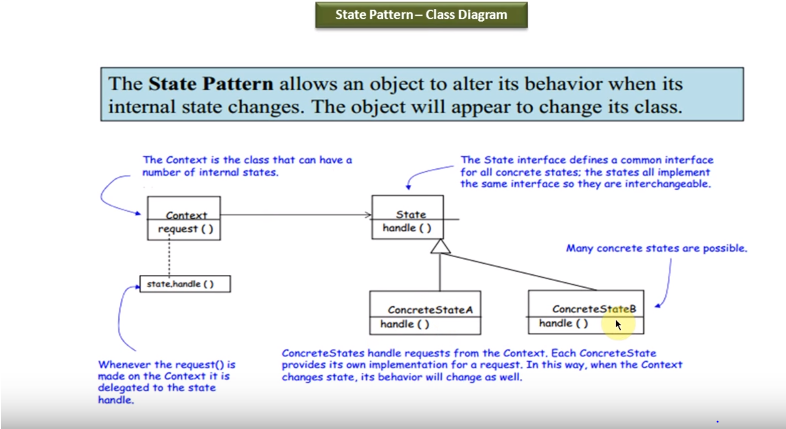 State Pattern – Class Diagram
The State Pattern allows an object to alter its behavior when its
internal state changes. The object will appear to change its class.
The Context is the class that can have a
number of internal states.
The State interface defines a common interface
for all concrete states; the states all implement
the same interface so they are interchangeable.
Context
request ( )
State
handle ( )
Many concrete states are possible.
state.handle ( )
ConcreteStateA
handle ( )
ConcreteStateB
handle ( )
Whenever the request() is
made on the Context it is
delegated to the state
handle.
ConcreteStates handle requests from the Context. Each ConcreteState
provides its own implementation for a request. In this way, when the Context
changes state, its behavior will change as well.